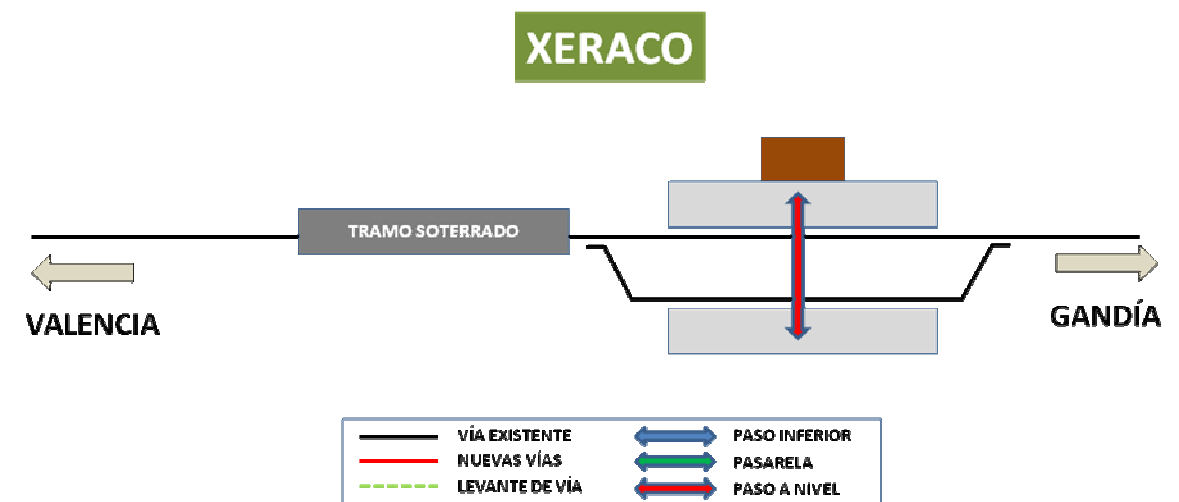 XERACO
TRAMO SOTERRADO
VALENCIA
GANDÍA
VÍA EXISTENTE
PASO INFERIOR
NUEVAS VÍAS
PASARELA
LEVANTE DE VÍA
PASO A NIVEL